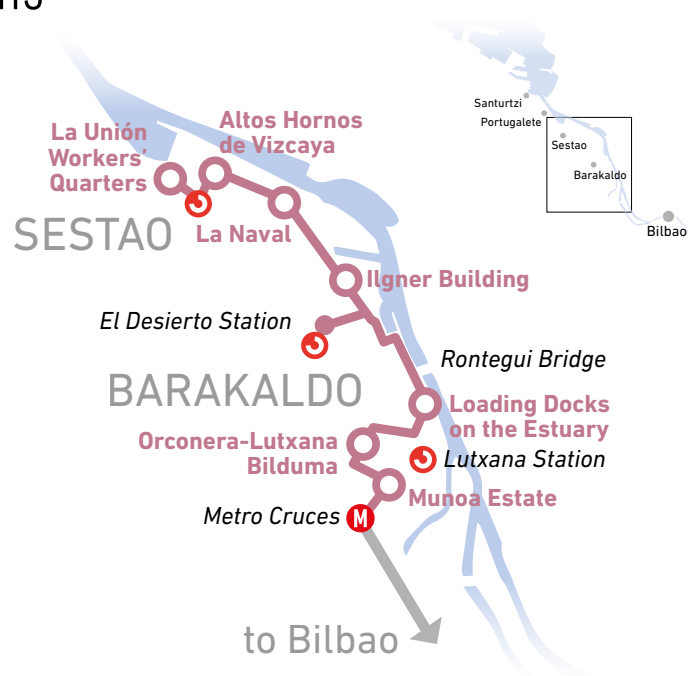 La Unión
Workers'
Quarters
Altos Hornos
de Vizcaya
SESTAO
La Naval
Ilgner Building
El Desierto Station
BARAKALDO
Rontegui Bridge
Loading Docks
on the Estuary
Orconera-Lutxana
Bilduma
Lutxana Station
Munoa Estate
Metro Cruces
M
to Bilbao
Santurtzi
Portugalete
Sestao
Barakaldo
Bilbao